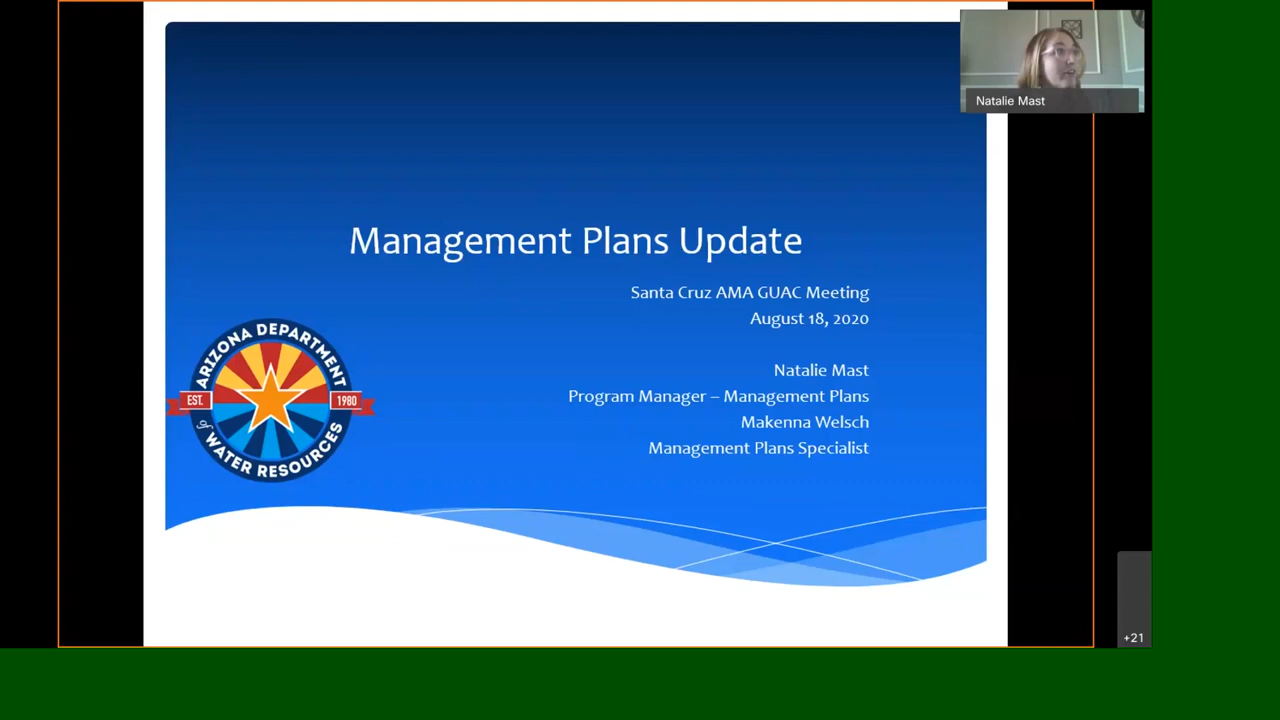 Natalie Mast
Management Plans Update
Santa Cruz AMA GUAC Meeting
August 18, 2020
Natalie Mast
Program Manager – Management Plans
Makenna Welsch
Management Plans Specialist
ARIZONA DEPARTMENT
EST. 1980
of WATER RESOURCES
+21